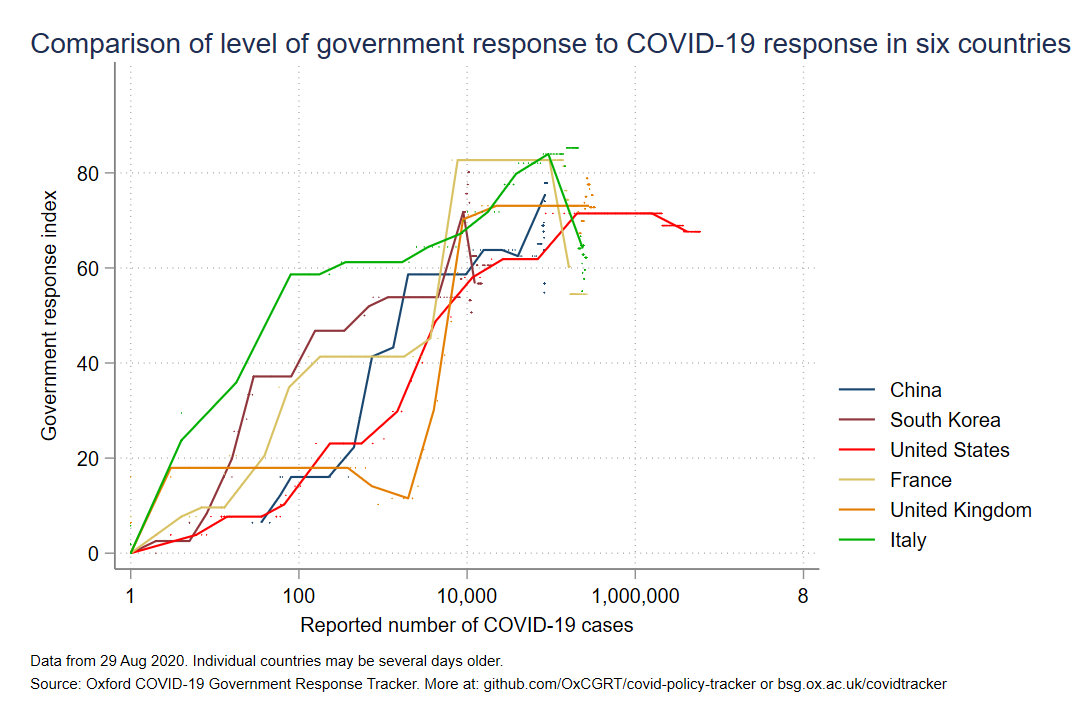 Comparison of level of government response to COVID-19 response in six countries
Government response index
80
60
40
20
0
1 100 10,000 1,000,000 8
Reported number of COVID-19 cases
China
South Korea
United States
France
United Kingdom
Italy
Data from 29 Aug 2020. Individual countries may be several days older.
Source: Oxford COVID-19 Government Response Tracker. More at: github.com/OxCGRT/covid-policy-tracker or bsg.ox.ac.uk/covidtracker